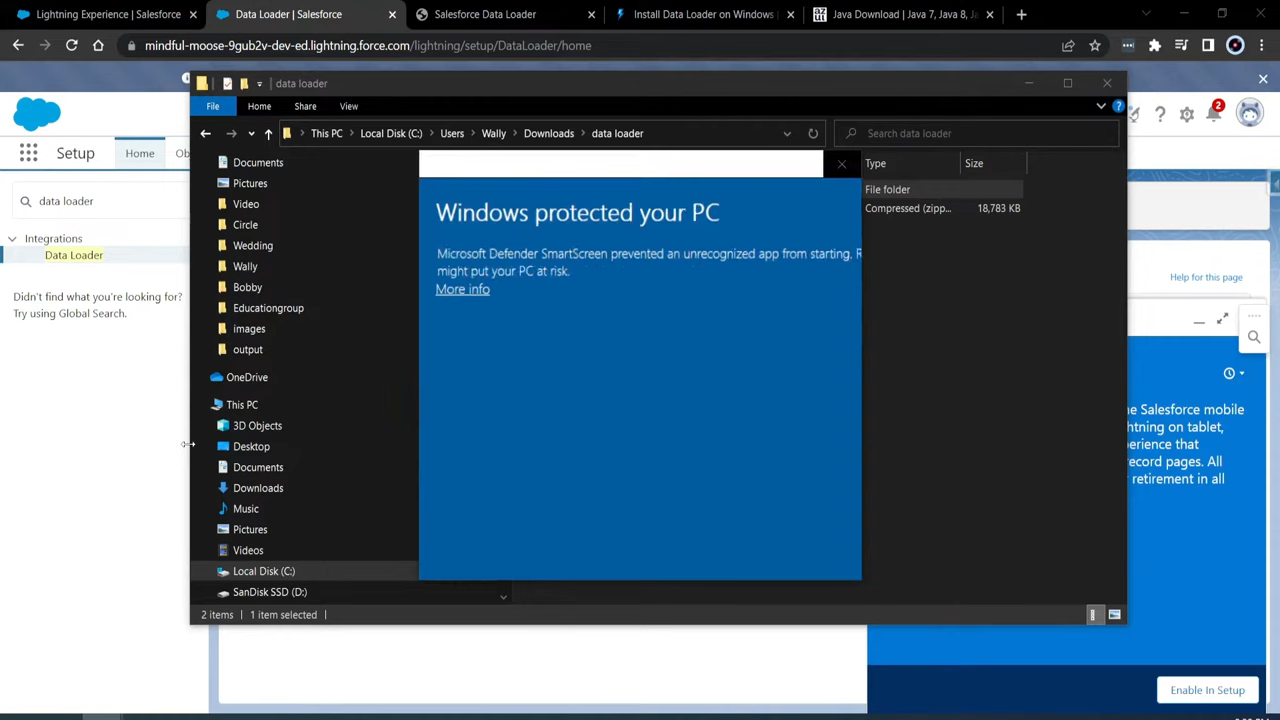 Lightning Experience | Salesforce
Data Loader | Salesforce
Salesforce Data Loader
Install Data Loader on Windows
Java Download | Java 7, Java 8,
mindful-moose-9gub2v-dev-ed.lightning.force.com/lightning/setup/DataLoader/home
data loader
File
Home
Share
View
This PC
Local Disk (C:)
Users
Wally
Downloads
data loader
Search data loader
Setup
Home
Ob
2
data loader
Integrations
Data Loader
Didn't find what you're looking for?
Try using Global Search.
Documents
Pictures
Video
Circle
Wedding
Wally
Bobby
Educationgroup
images
output
OneDrive
This PC
3D Objects
Desktop
Documents
Downloads
Music
Pictures
Videos
Local Disk (C:)
SanDisk SSD (D:)
2 items
1 item selected
Windows protected your PC
Microsoft Defender SmartScreen prevented an unrecognized app from starting. R
might put your PC at risk.
More info
Type
Size
File folder
Compressed (zipp...
18,783 KB
Help for this page
ne Salesforce mobile
htning on tablet,
perience that
record pages. All
r retirement in all
Enable In Setup